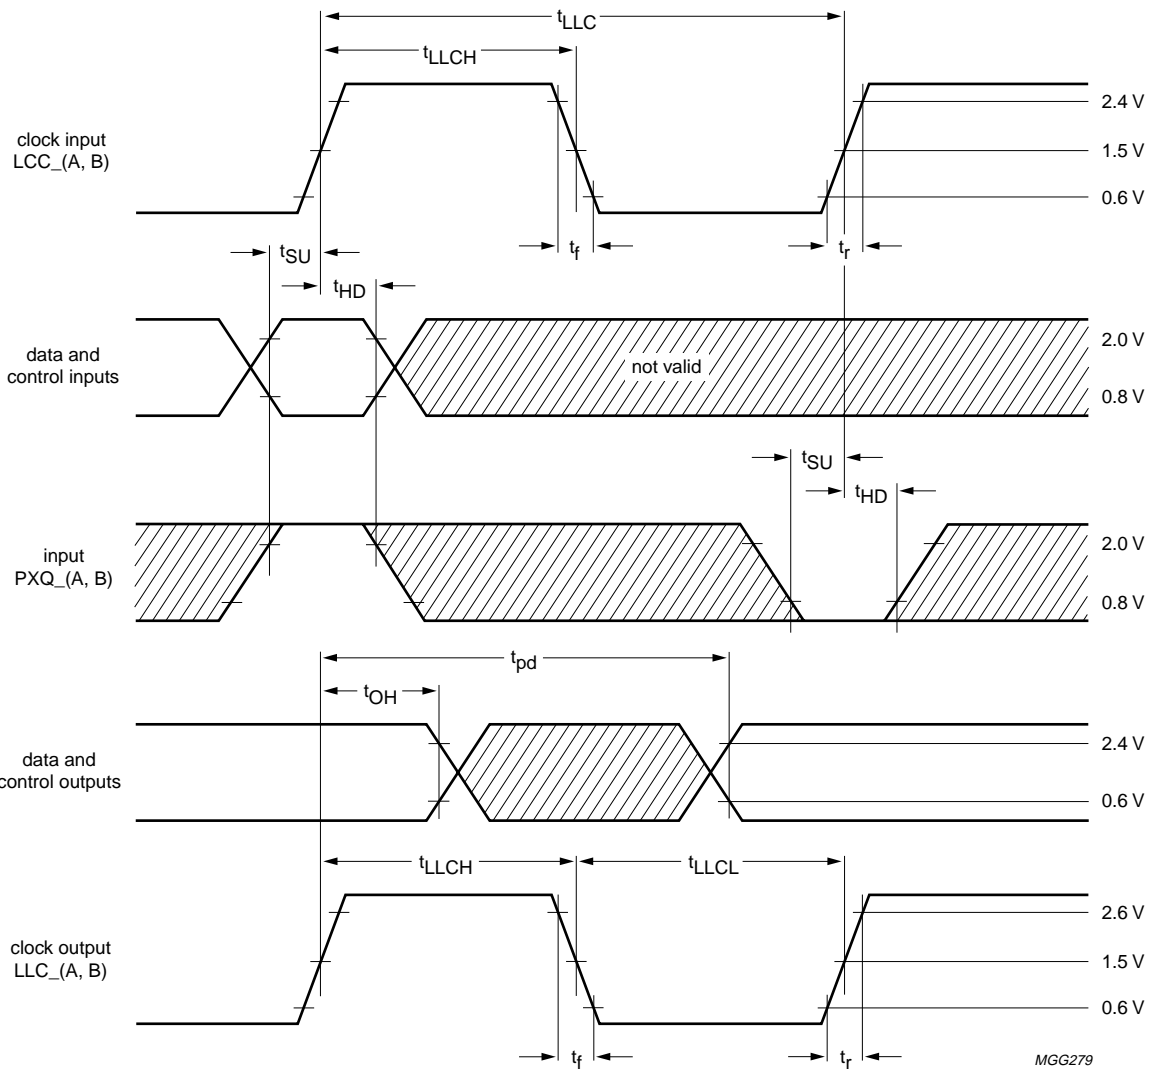 tLLC
tLLCH
2.4 V
clock input
LCC_(A, B)
1.5 V
0.6 V
tSU
tf
tr
tHD
data and
control inputs
not valid
2.0 V
0.8 V
tSU
tHD
input
PXQ_(A, B)
2.0 V
0.8 V
tpd
tOH
data and
control outputs
2.4 V
0.6 V
tLLCH
tLLCL
clock output
LLC_(A, B)
2.6 V
1.5 V
0.6 V
tf
tr
MGG279